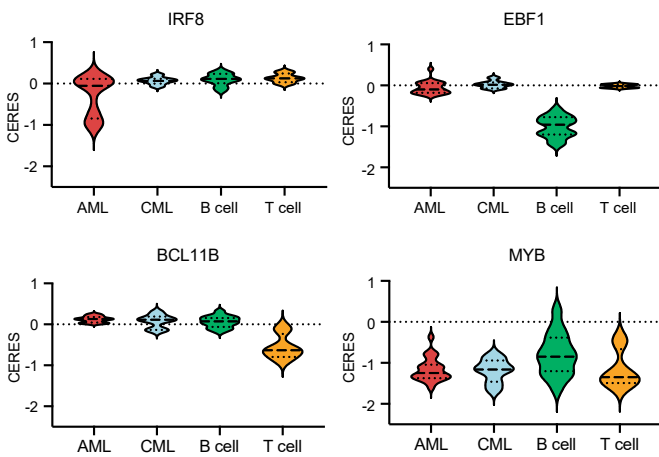 IRF8
1
0
-1
-2
CERES
AML CML B cell T cell
EBF1
1
0
-1
-2
CERES
AML CML B cell T cell
BCL11B
1
0
-1
-2
CERES
AML CML B cell T cell
MYB
1
0
-1
-2
CERES
AML CML B cell T cell